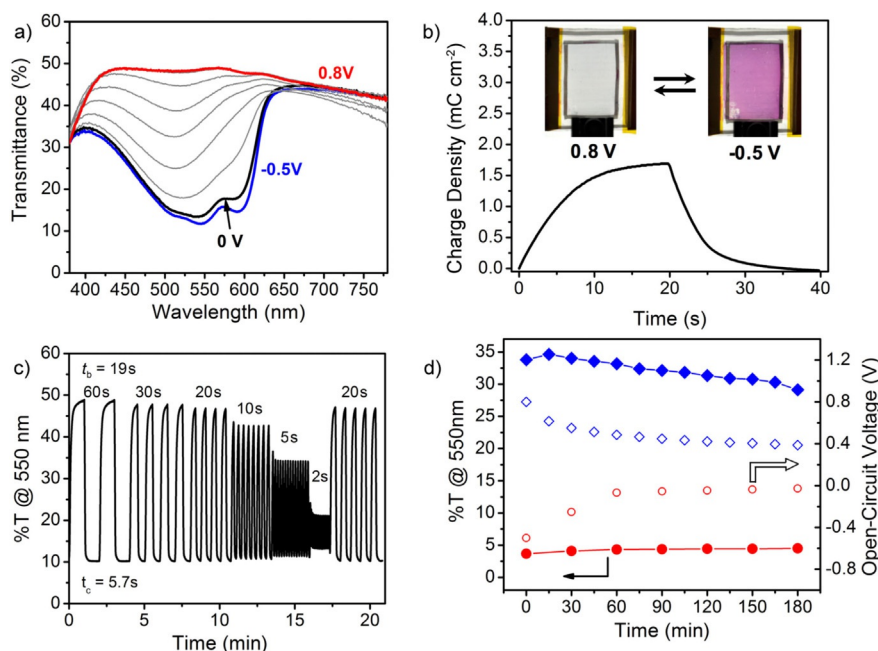 a)
60
50
40
30
20
10
0
Transmittance (%)
400 450 500 550 600 650 700 750
Wavelength (nm)
0.8V
-0.5V
0 V
b)
4.0
3.5
3.0
2.5
2.0
1.5
1.0
0.5
0.0
Charge Density (mC cm⁻²)
0 10 20 30 40
Time (s)
0.8 V
-0.5 V
c)
60
50
40
30
20
10
0
%T @ 550 nm
0 5 10 15 20
Time (min)
t_b = 19s
60s 30s 20s 10s 5s 2s 20s
t_c = 5.7s
d)
35
30
25
20
15
10
5
0
%T @ 550nm
0 30 60 90 120 150 180
Time (min)
1.2
0.8
0.4
0.0
-0.4
-0.8
Open-Circuit Voltage (V)